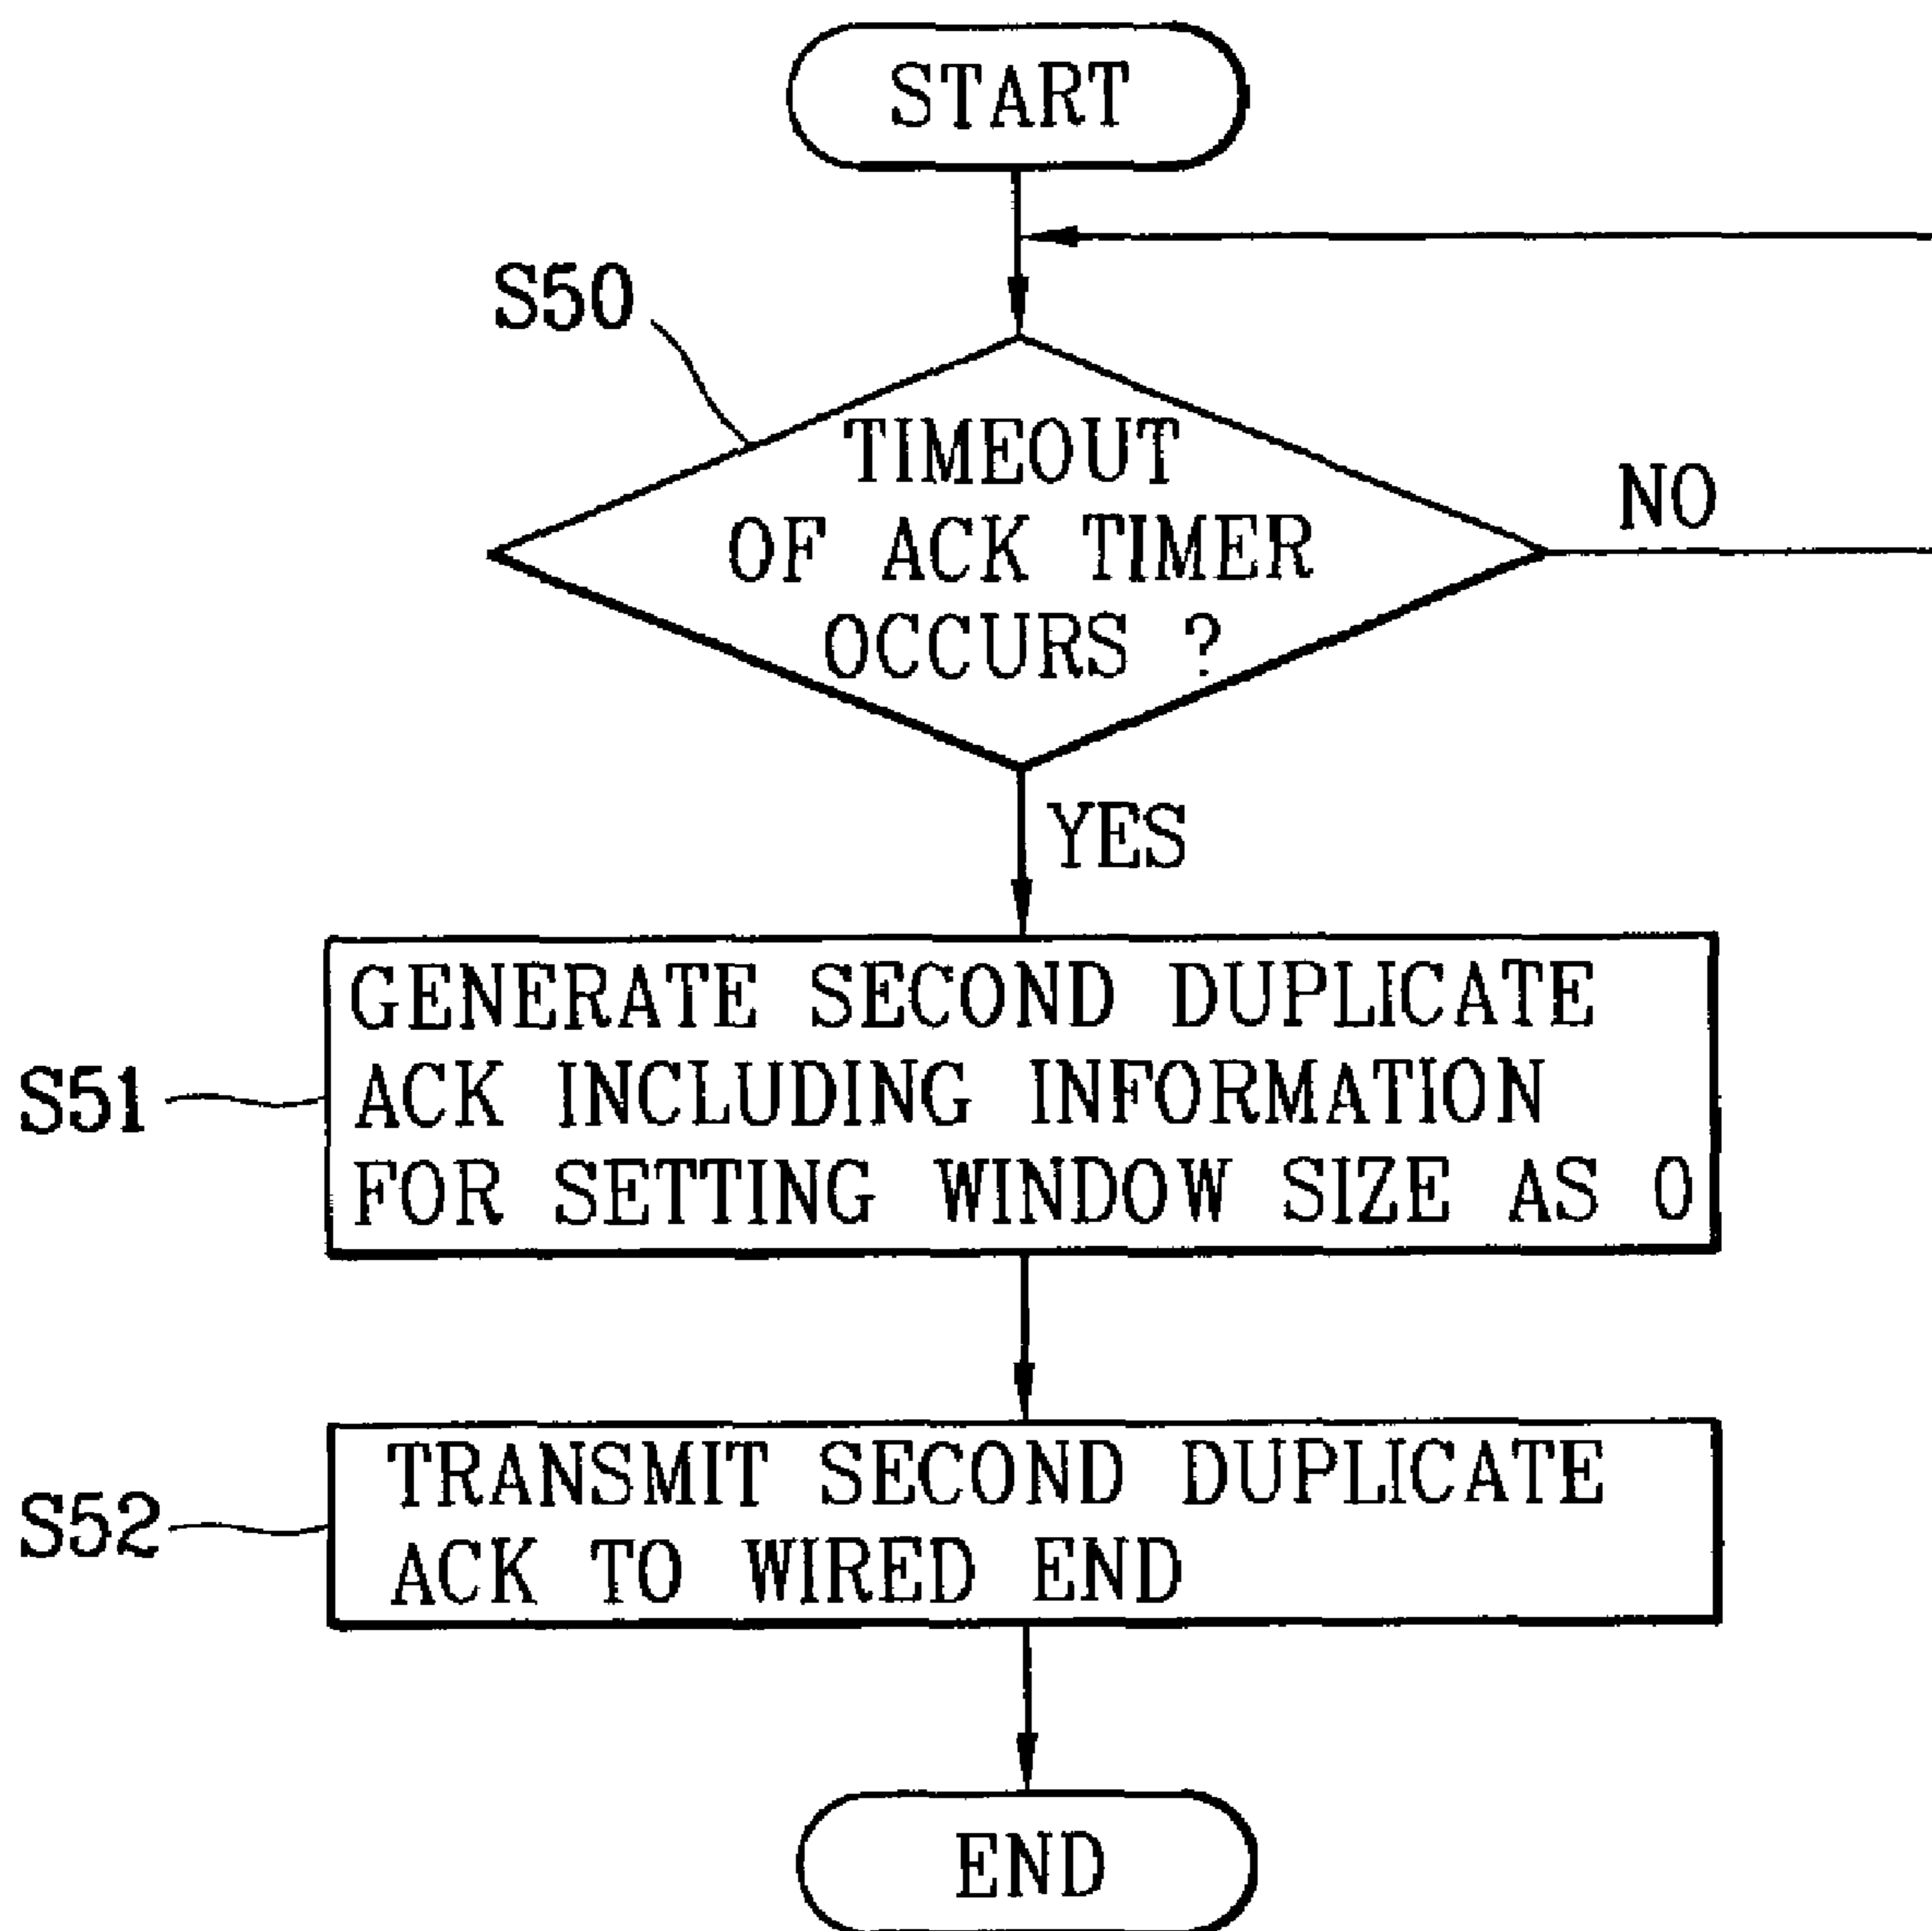 START
S50
TIMEOUT
OF ACK TIMER
OCCURS ?
NO
YES
GENERATE SECOND DUPLICATE
ACK INCLUDING INFORMATION
FOR SETTING WINDOW SIZE AS 0
S51
TRANSMIT SECOND DUPLICATE
ACK TO WIRED END
S52
END